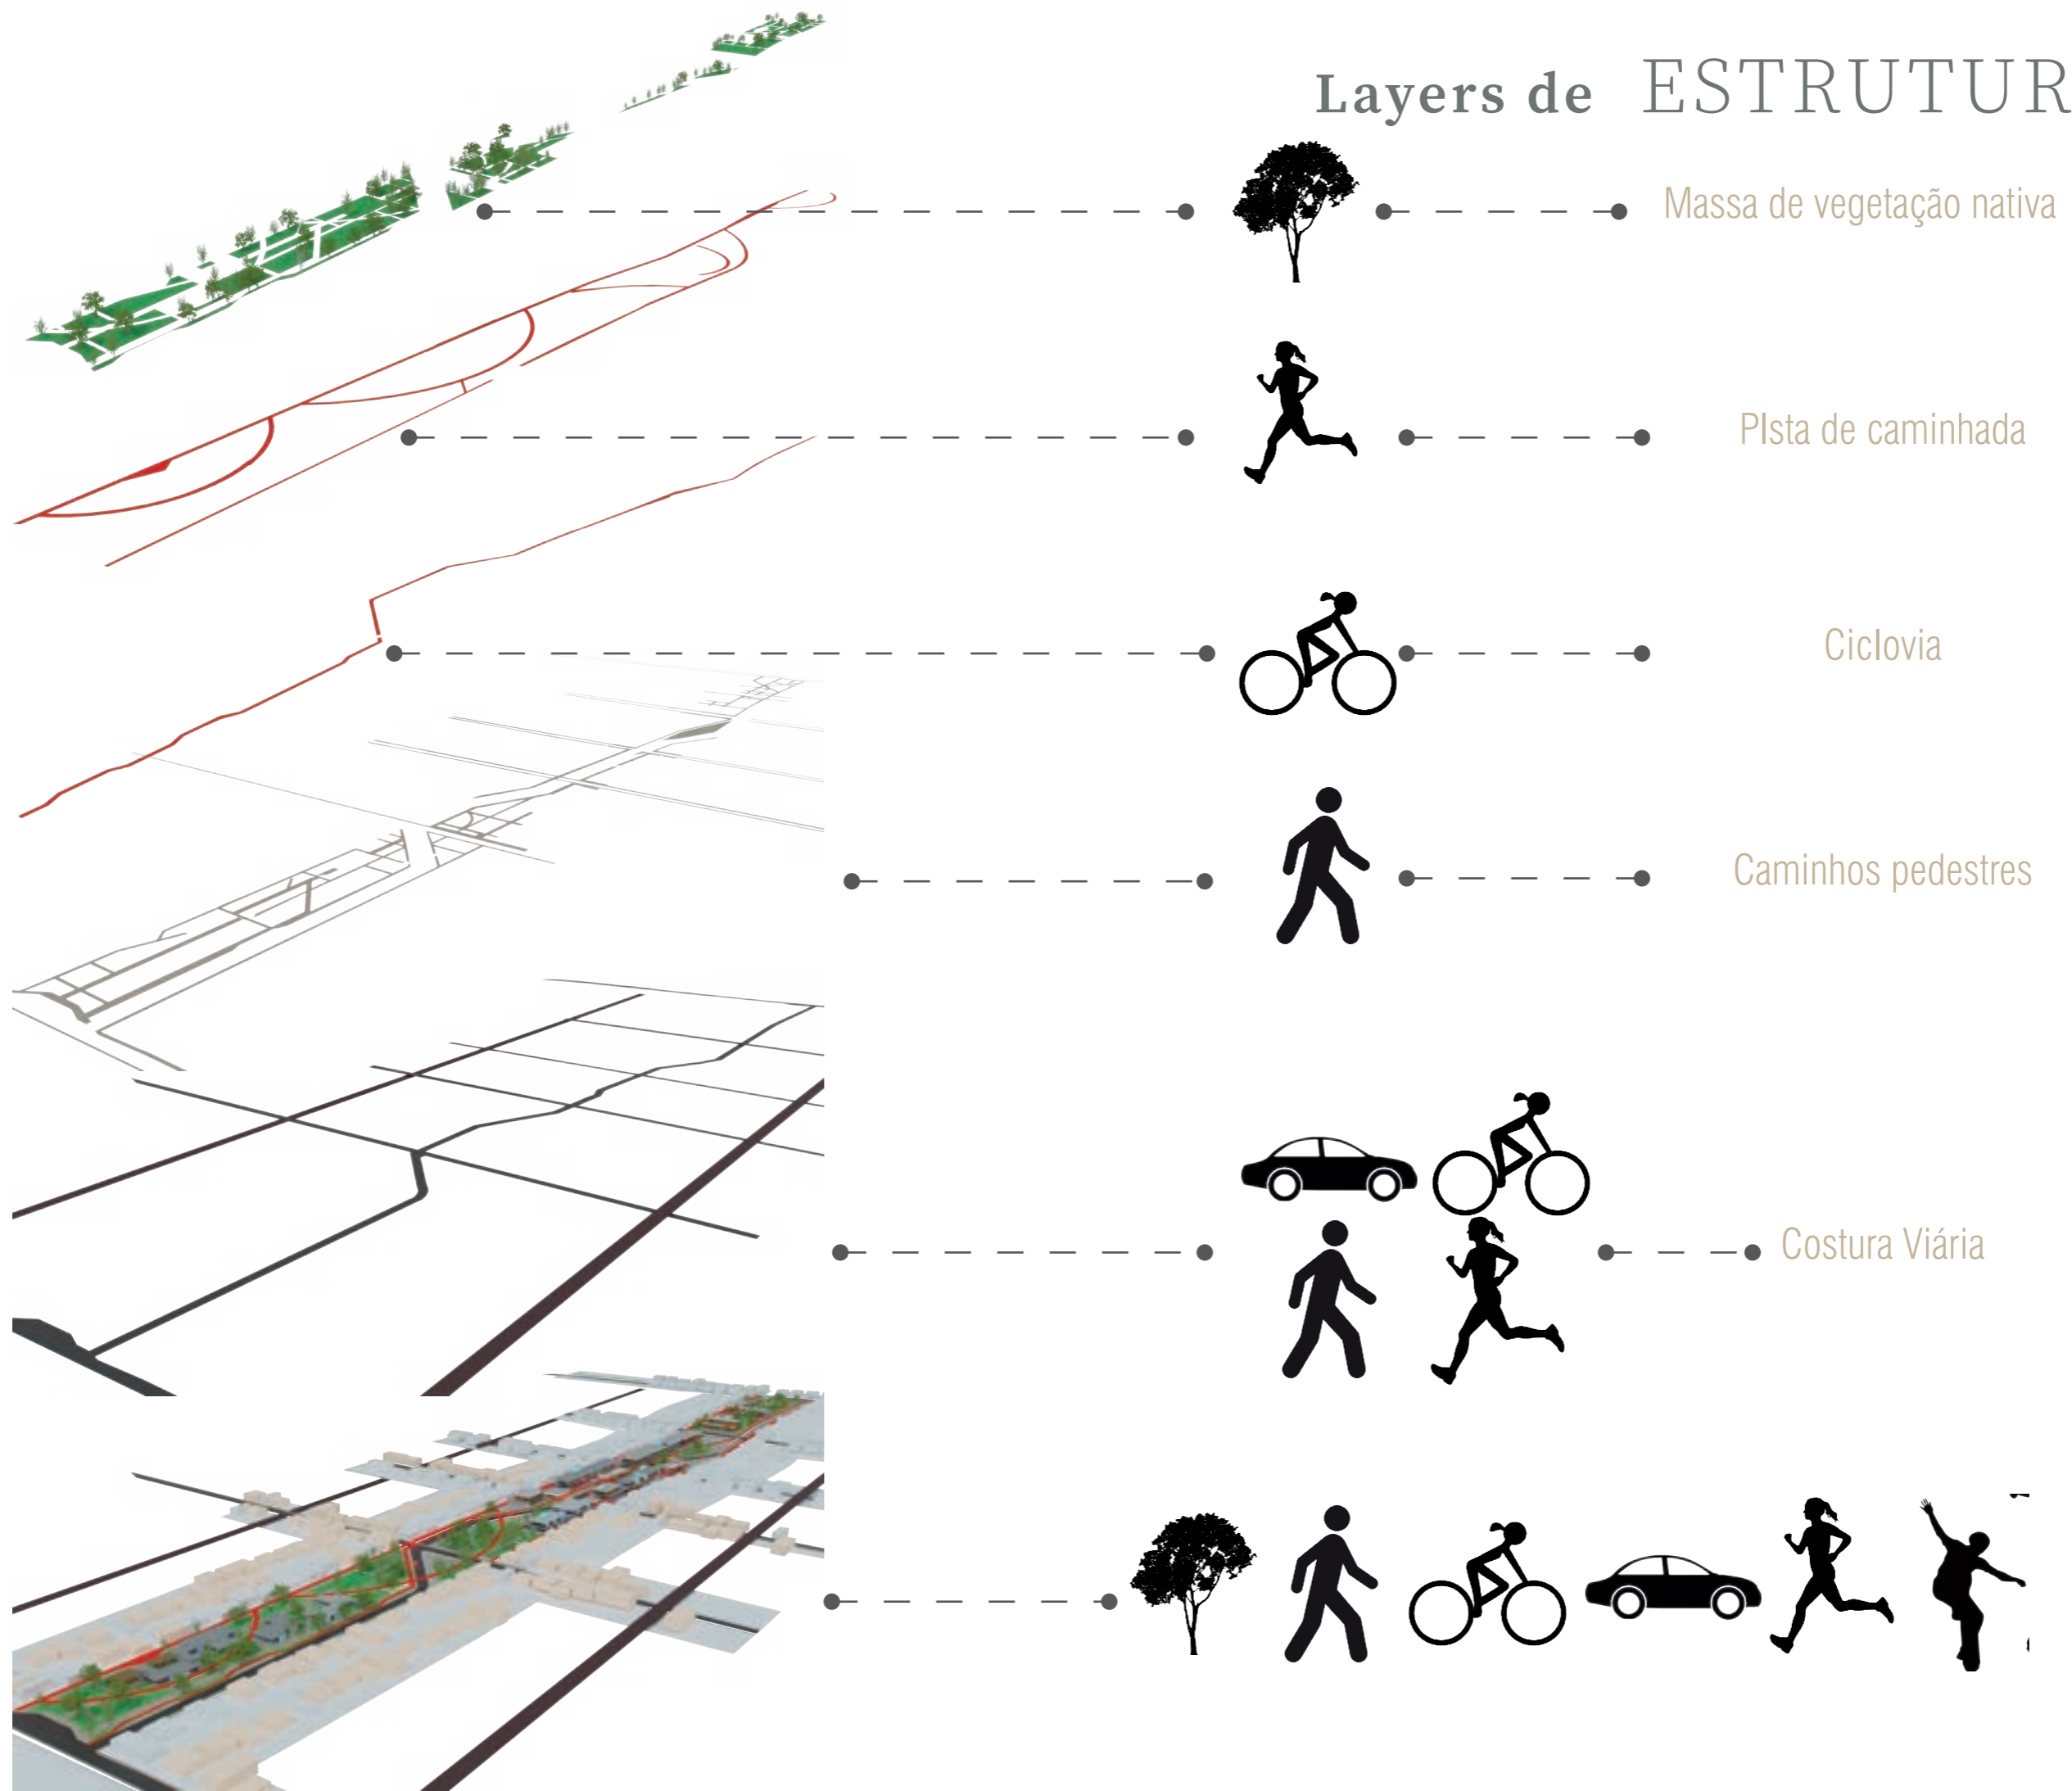 Layers de ESTRUTUR
Massa de vegetação nativa
PIsta de caminhada
Ciclovia
Caminhos pedestres
Costura Viária